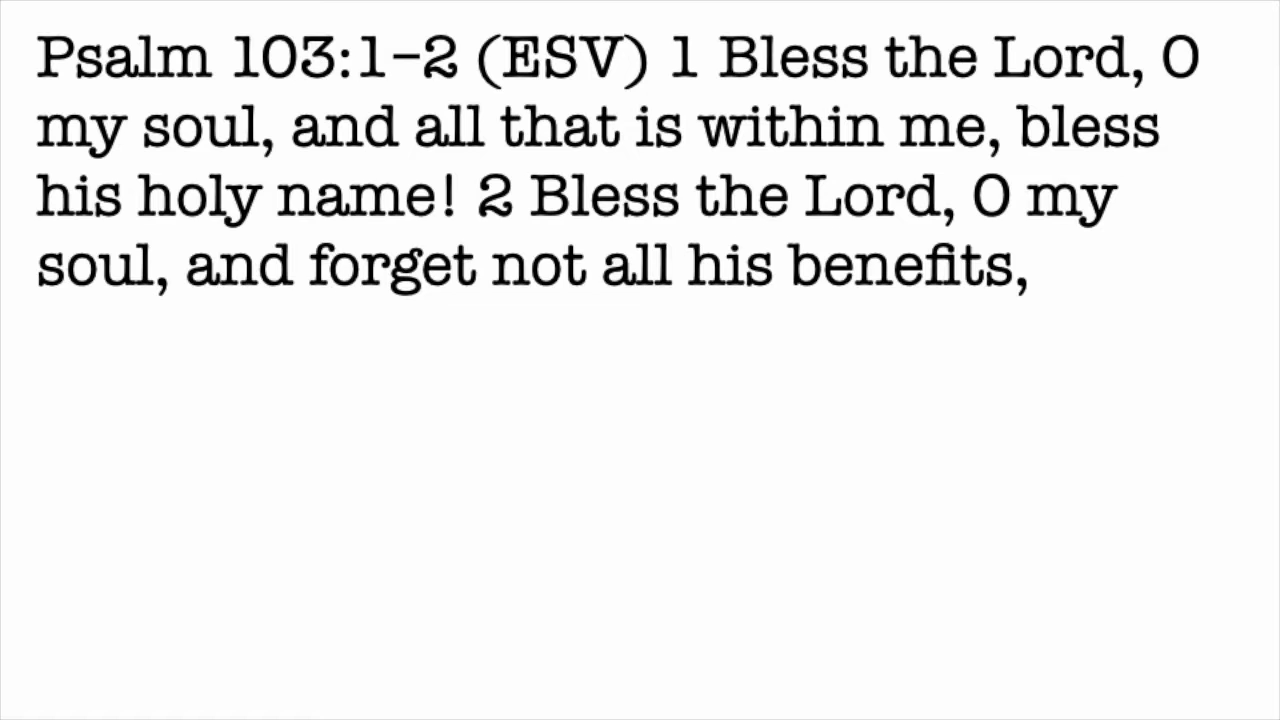 Psalm 103:1–2 (ESV) 1 Bless the Lord, O
my soul, and all that is within me, bless
his holy name! 2 Bless the Lord, O my
soul, and forget not all his benefits,